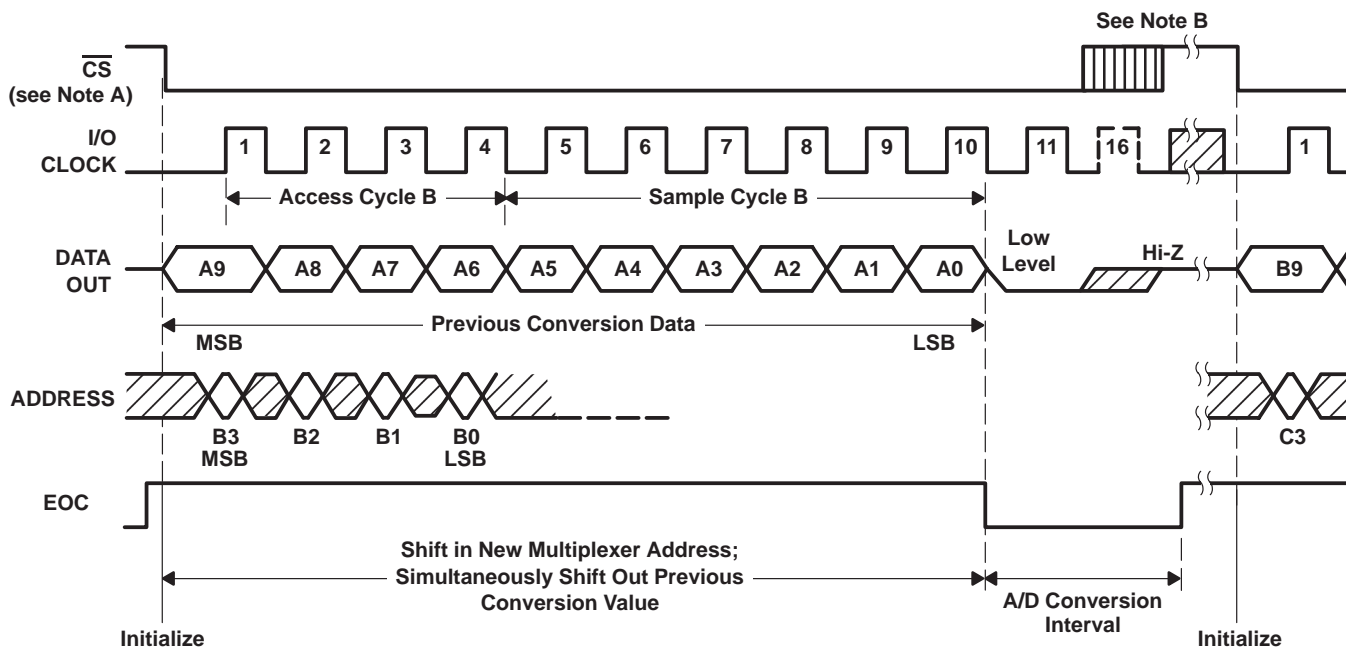 See Note B
CS
(see Note A)
I/O
CLOCK
1 2 3 4 5 6 7 8 9 10 11 16 1
Access Cycle B
Sample Cycle B
DATA
OUT
A9 A8 A7 A6 A5 A4 A3 A2 A1 A0
Low
Level
Hi-Z
B9
Previous Conversion Data
MSB
LSB
ADDRESS
B3
MSB
B2
B1
B0
LSB
C3
EOC
Shift in New Multiplexer Address;
Simultaneously Shift Out Previous
Conversion Value
A/D Conversion
Interval
Initialize
Initialize